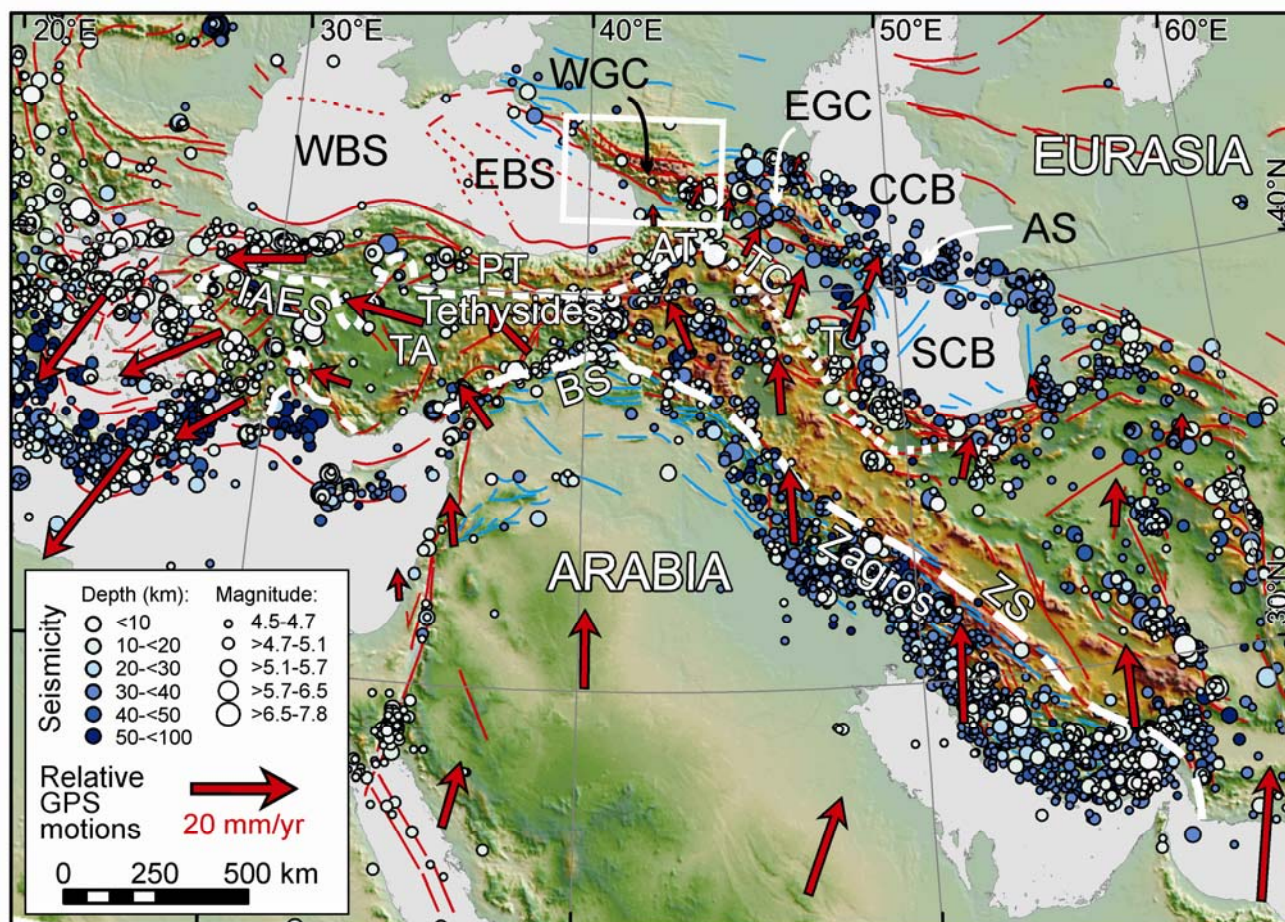 20°E
30°E
40°E
50°E
60°E
WGC
EGC
WBS
EBS
CCB
EURASIA
40°N
AS
AT
PT
TC
IAES
Tethysides
TA
T
SCB
BS
ARABIA
Zagros
ZS
30°N
Seismicity
Depth (km):
<10
10-<20
20-<30
30-<40
40-<50
50-<100
Magnitude:
4.5-4.7
>4.7-5.1
>5.1-5.7
>5.7-6.5
>6.5-7.8
Relative
GPS
motions
20 mm/yr
0 250 500 km